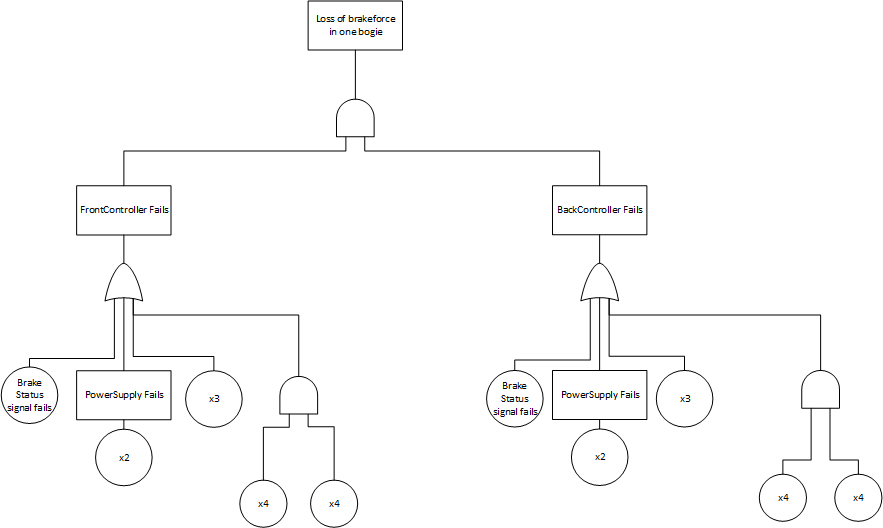 Loss of brakeforce
in one bogie
FrontController Fails
BackController Fails
Brake
Status
signal fails
PowerSupply Fails
x3
x2
x4
x4
Brake
Status
signal fails
PowerSupply Fails
x3
x2
x4
x4